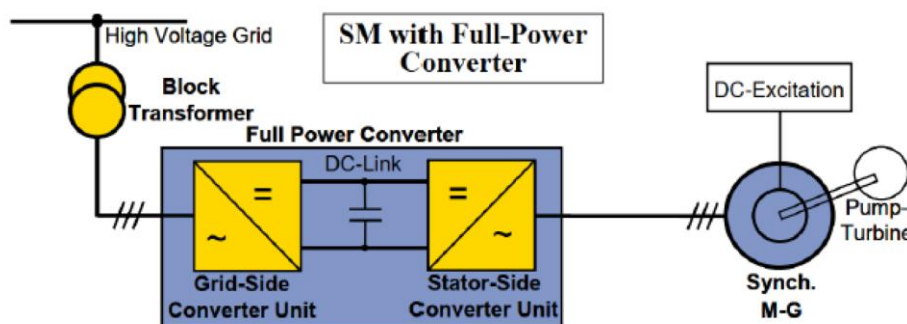 High Voltage Grid
SM with Full-Power
Converter
Block
Transformer
DC-Excitation
Full Power Converter
DC-Link
=
~
=
~
Grid-Side
Converter Unit
Stator-Side
Converter Unit
Pump-
Turbine
Synch.
M-G